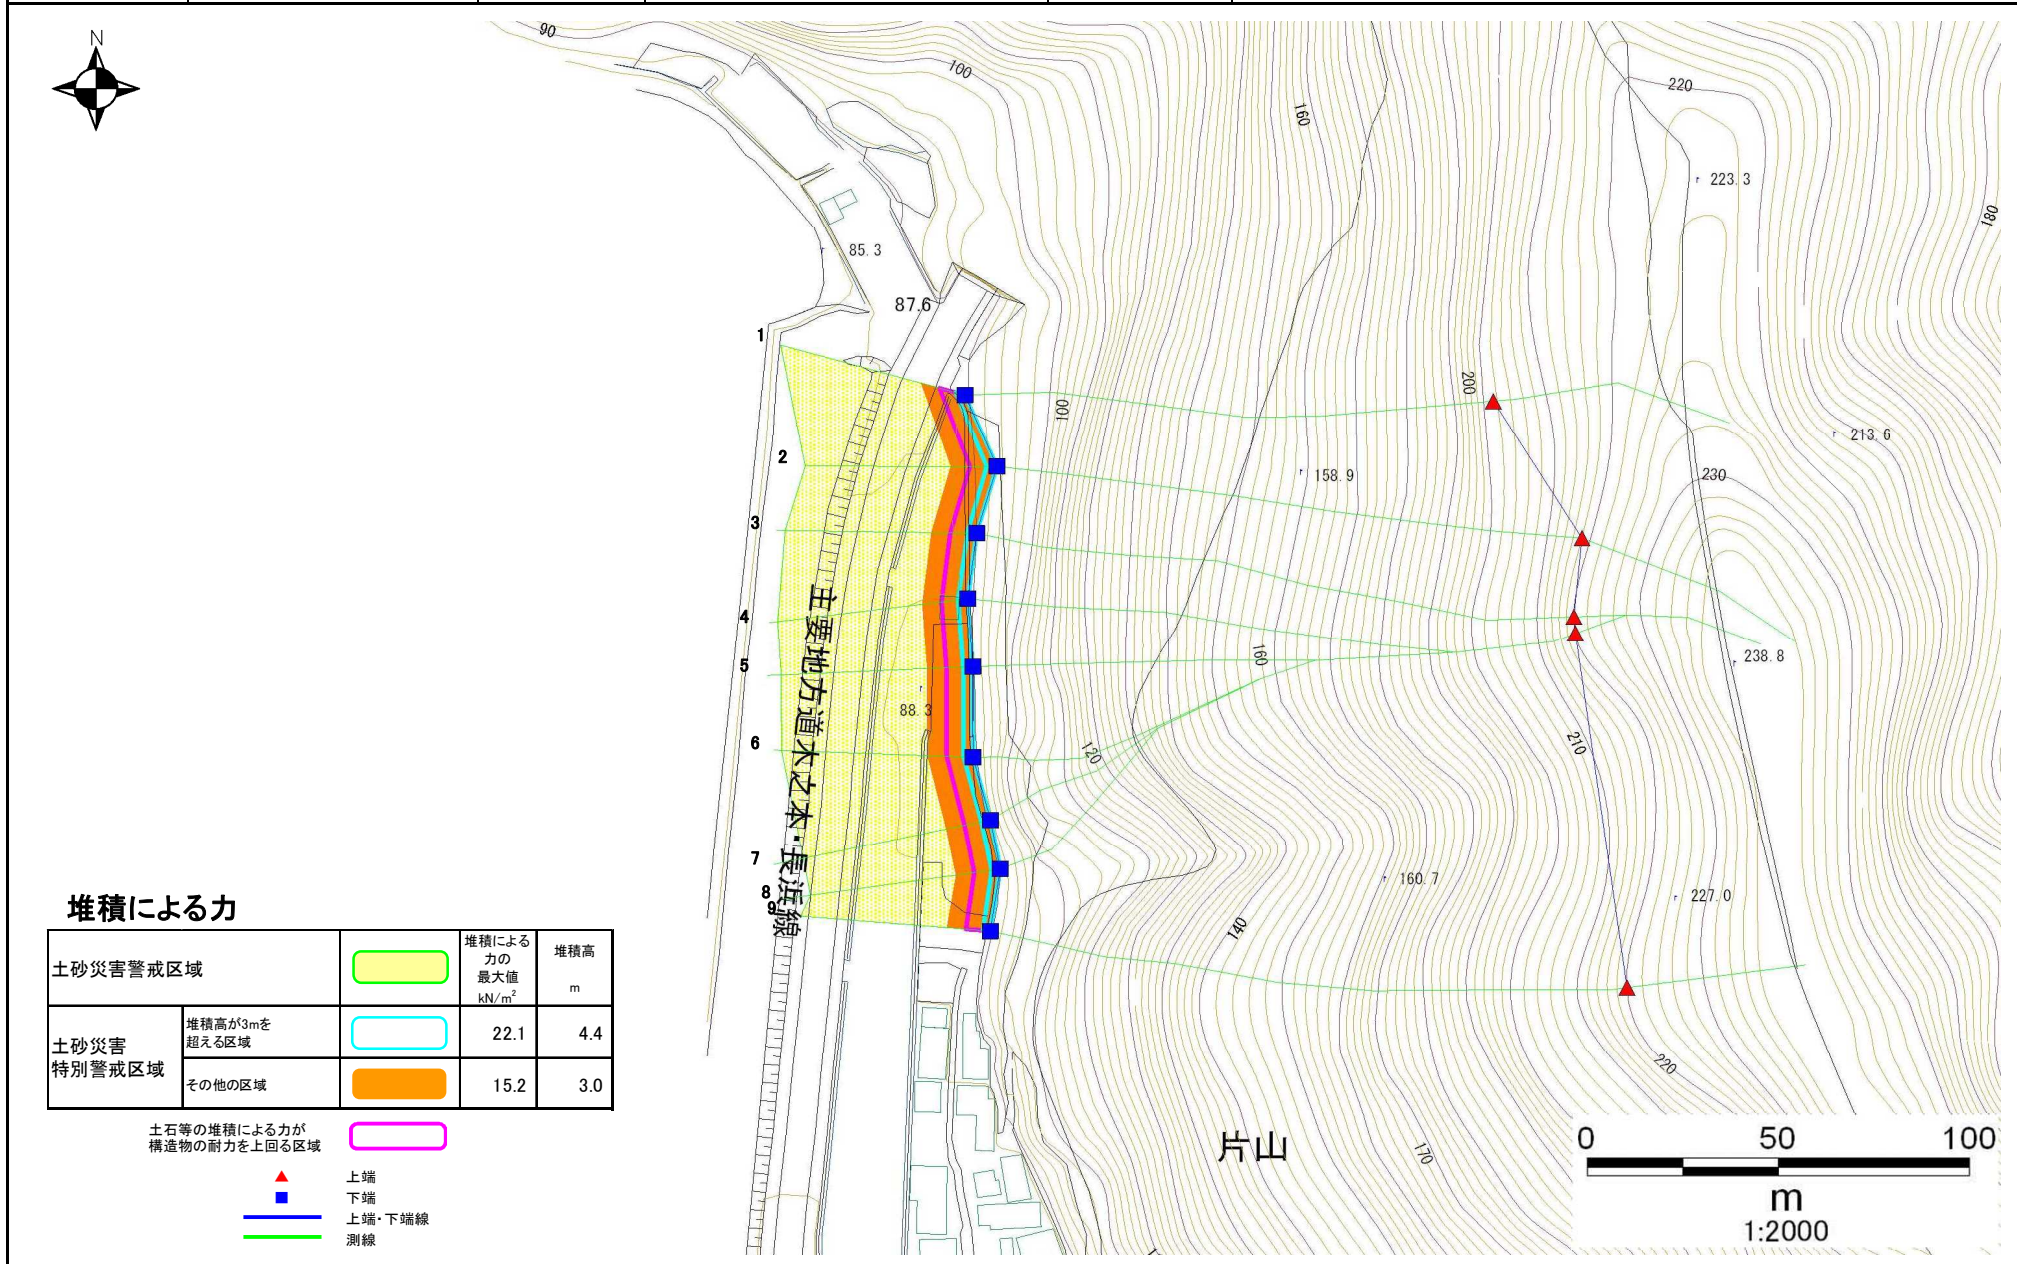 N
90
100
160
220
223.3
180
85.3
87.6
1
200
100
213.6
2
230
158.9
3
4
160
238.8
5
主要地方道木之本・長浜線
88.3
6
120
210
7
160.7
8
227.0
9
140
220
170
片山
堆積による力
土砂災害警戒区域
堆積による
力の
最大値
kN/m²
堆積高
m
土砂災害
特別警戒区域
堆積高が3mを
超える区域
22.1
4.4
その他の区域
15.2
3.0
土石等の堆積による力が
構造物の耐力を上回る区域
上端
下端
上端・下端線
測線
0 50 100
m
1:2000